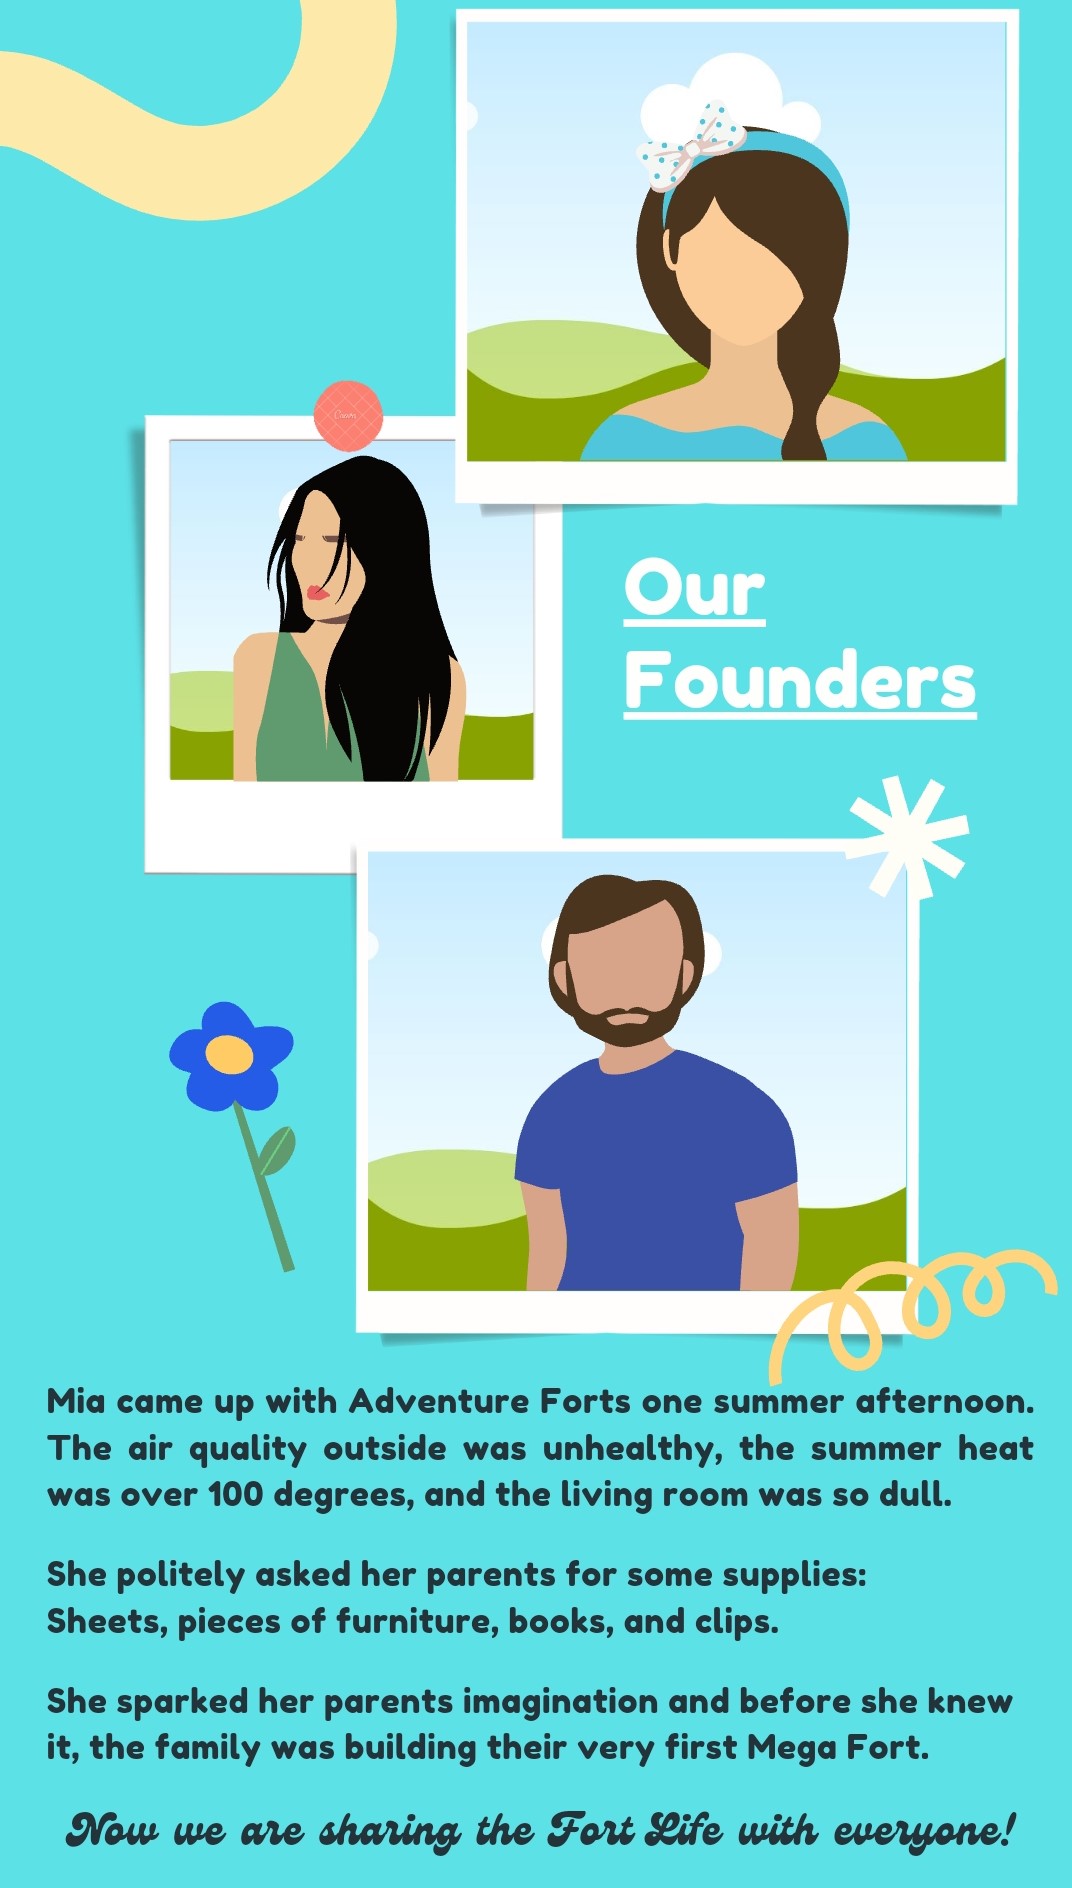 Canva
Our
Founders
Mia came up with Adventure Forts one summer afternoon.
The air quality outside was unhealthy, the summer heat
was over 100 degrees, and the living room was so dull.
She politely asked her parents for some supplies:
Sheets, pieces of furniture, books, and clips.
She sparked her parents imagination and before she knew
it, the family was building their very first Mega Fort.
Now we are sharing the Fort Life with everyone!